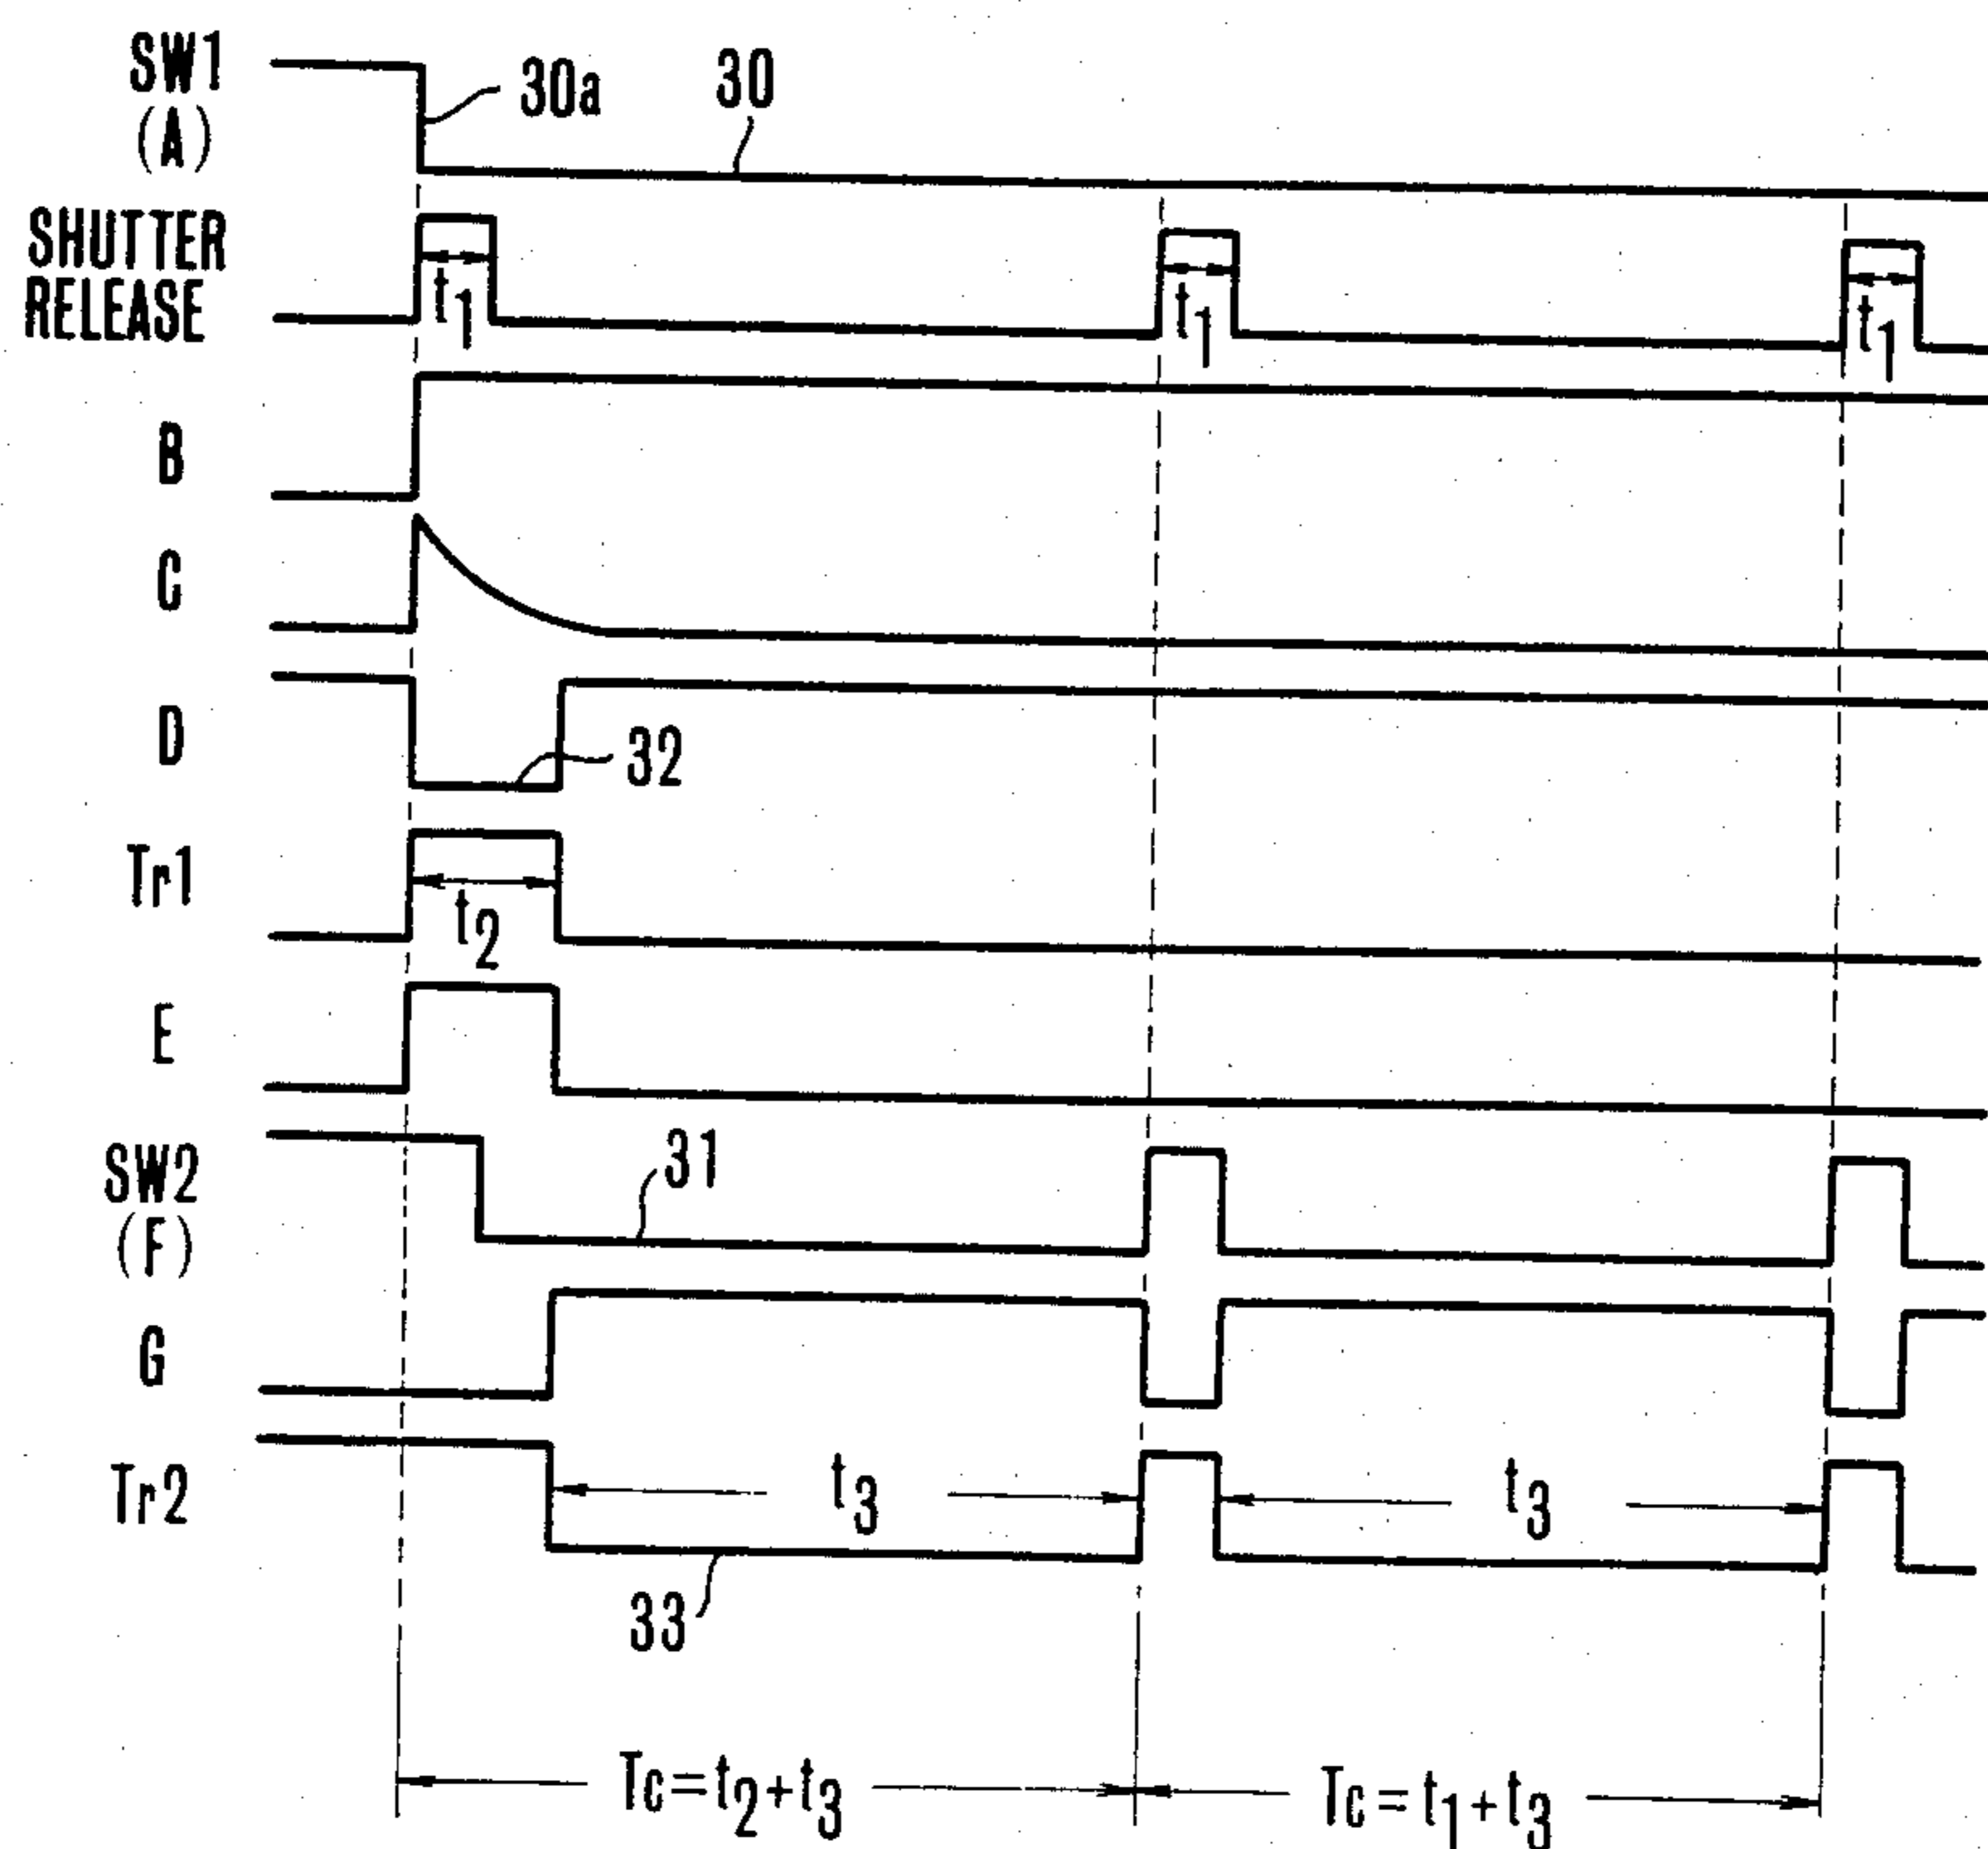 SW1
(A)
30a
30
SHUTTER
RELEASE
t1
t1
t1
B
C
D
32
Tr1
t2
E
SW2
(F)
31
G
Tr2
t3
t3
33
Tc=t2+t3
Tc=t1+t3